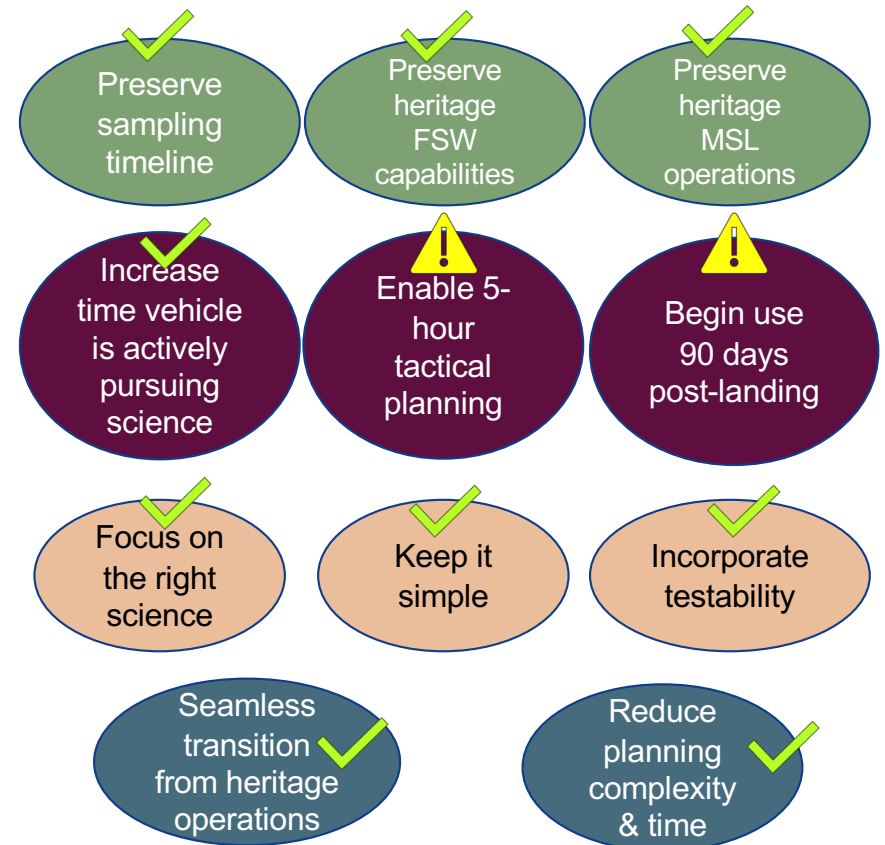 Preserve
sampling
timeline
Preserve
heritage
FSW
capabilities
Preserve
heritage
MSL
operations
Increase
time vehicle
is actively
pursuing
science
Enable 5-
hour
tactical
planning
Begin use
90 days
post-landing
Focus on
the right
science
Keep it
simple
Incorporate
testability
Seamless
transition
from heritage
operations
Reduce
planning
complexity
& time